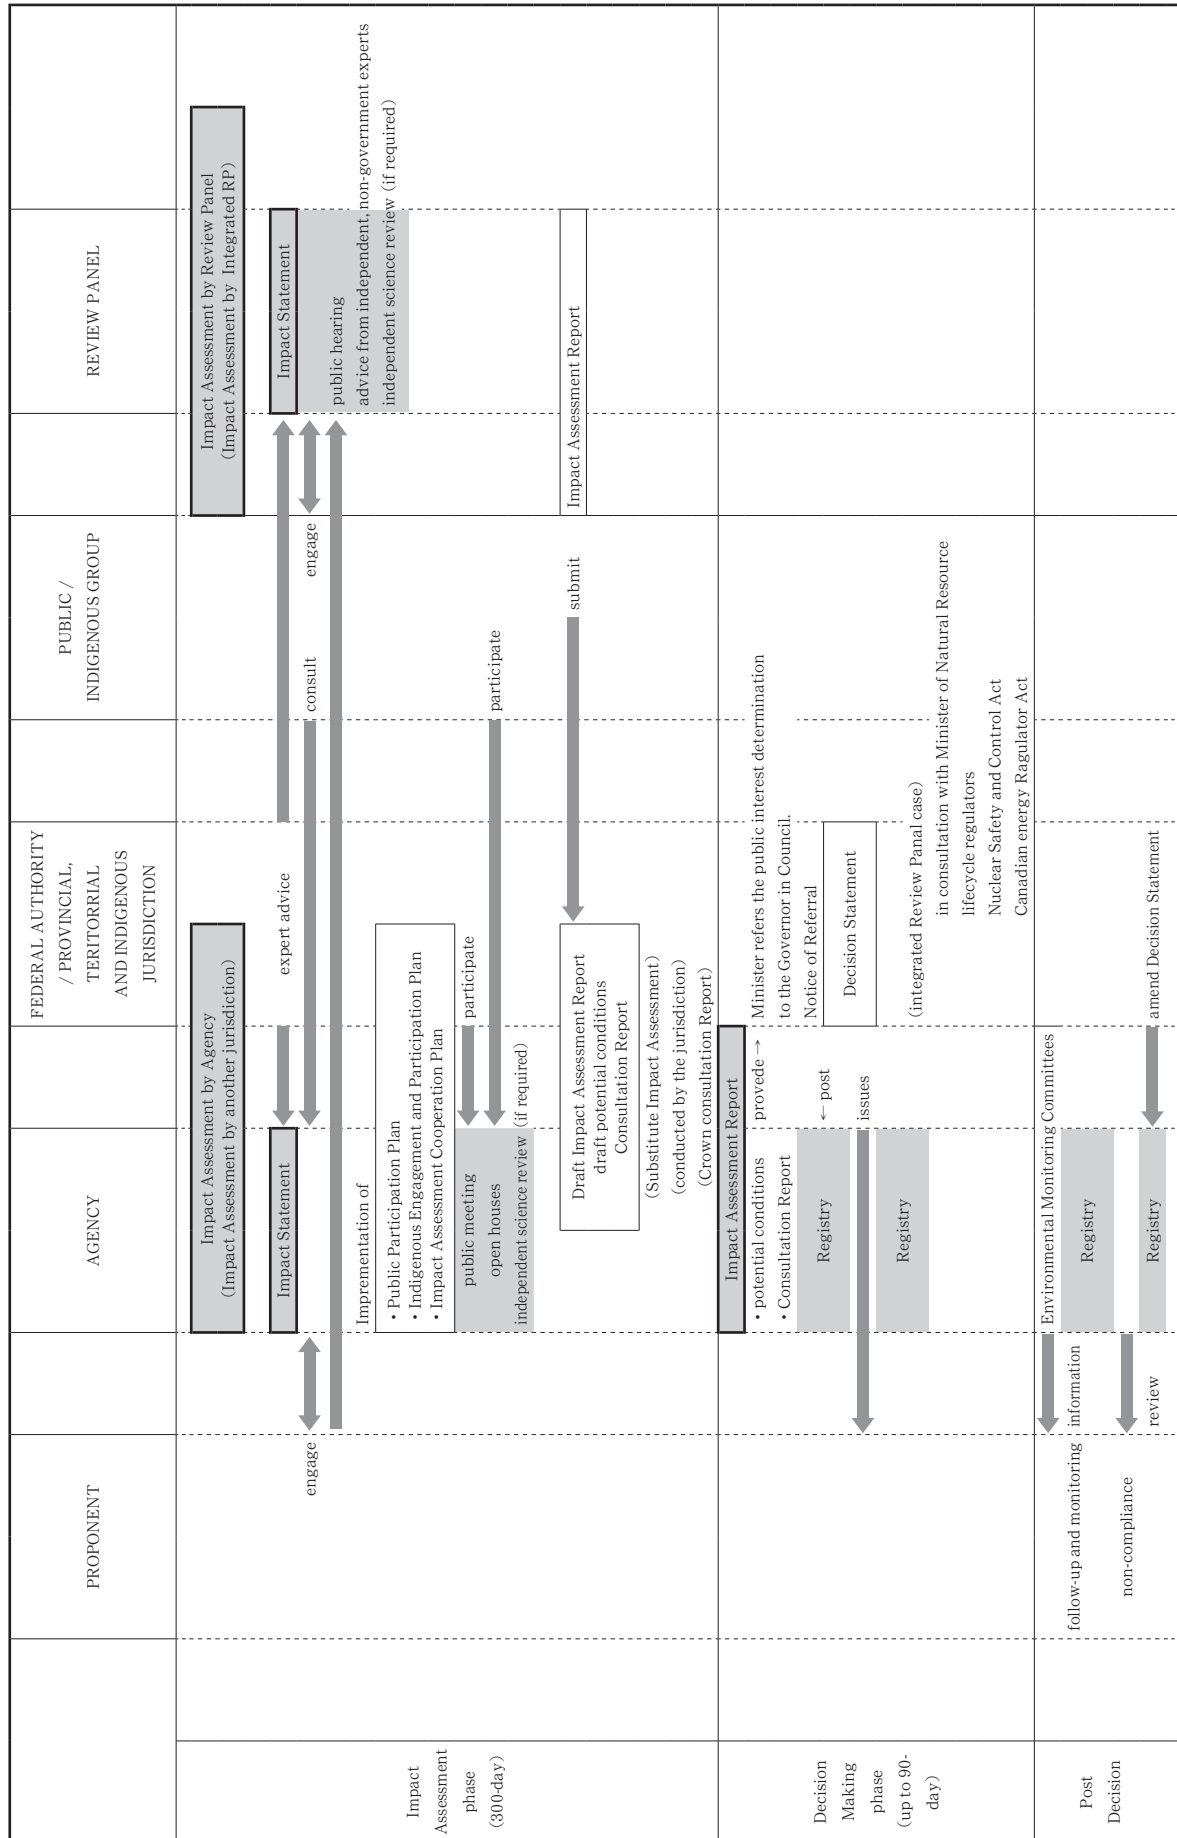 PROPONENT
AGENCY
FEDERAL AUTHORITY
/ PROVINCIAL,
TERITORRIAL
AND INDIGENOUS
JURISDICTION
PUBLIC /
INDIGENOUS GROUP
REVIEW PANEL
Impact
Assessment
phase
(300-day)
Impact Assessment by Agency
(Impact Assessment by another jurisdiction)
Impact Assessment by Review Panel
(Impact Assessment by Integrated RP)
Impact Statement
expert advice
Impact Statement
engage
consult
engage
public hearing
advice from independent, non-government experts
independent science review (if required)
Imprementation of
・Public Participation Plan
・Indigenous Engagement and Participation Plan
・Impact Assessment Cooperation Plan
public meeting
open houses
independent science review (if required)
participate
participate
Draft Impact Assessment Report
draft potential conditions
Consultation Report
submit
Impact Assessment Report
(Substitute Impact Assessment)
(conducted by the jurisdiction)
(Crown consultation Report)
Decision
Making
phase
(up to 90-
day)
Impact Assessment Report
・potential conditions
・Consultation Report
provede →
Minister refers the public interest determination
to the Governor in Council.
Notice of Referral
Registry
← post
Decision Statement
issues
Registry
(integrated Review Panal case)
in consultation with Minister of Natural Resource
lifecycle regulators
Nuclear Safety and Control Act
Canadian energy Ragulator Act
Post
Decision
Environmental Monitoring Committees
follow-up and monitoring
information
Registry
non-compliance
review
Registry
amend Decision Statement